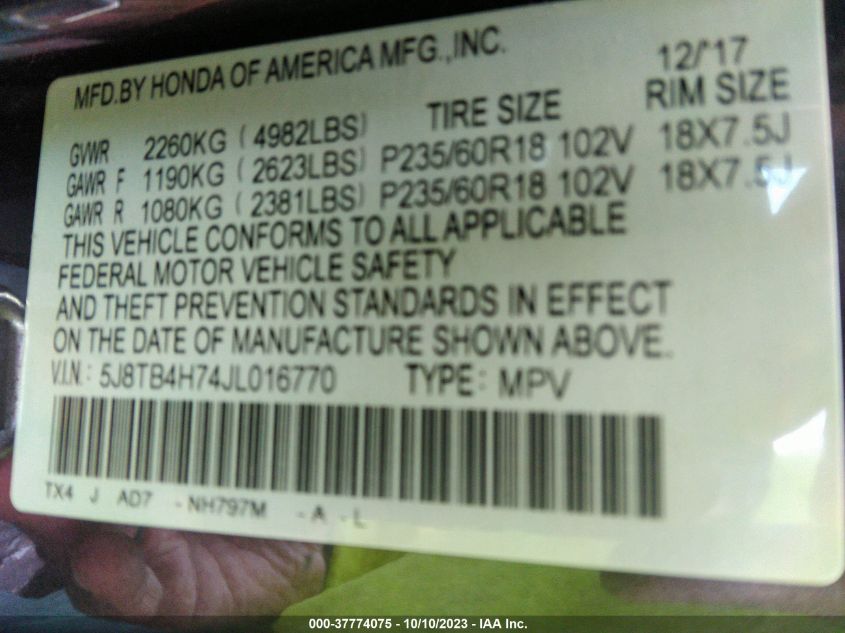 MFD.BY HONDA OF AMERICA MFG.,INC. 12/'17
TIRE SIZE RIM SIZE
GVWR 2260KG ( 4982LBS)
GAWR F 1190KG ( 2623LBS) P235/60R18 102V 18X7.5J
GAWR R 1080KG ( 2381LBS) P235/60R18 102V 18X7.5J
THIS VEHICLE CONFORMS TO ALL APPLICABLE
FEDERAL MOTOR VEHICLE SAFETY
AND THEFT PREVENTION STANDARDS IN EFFECT
ON THE DATE OF MANUFACTURE SHOWN ABOVE.
V.I.N.: 5J8TB4H74JL016770 TYPE: MPV
TX4 J AD7 -NH797M -A -L
000-37774075 - 10/10/2023 - IAA Inc.